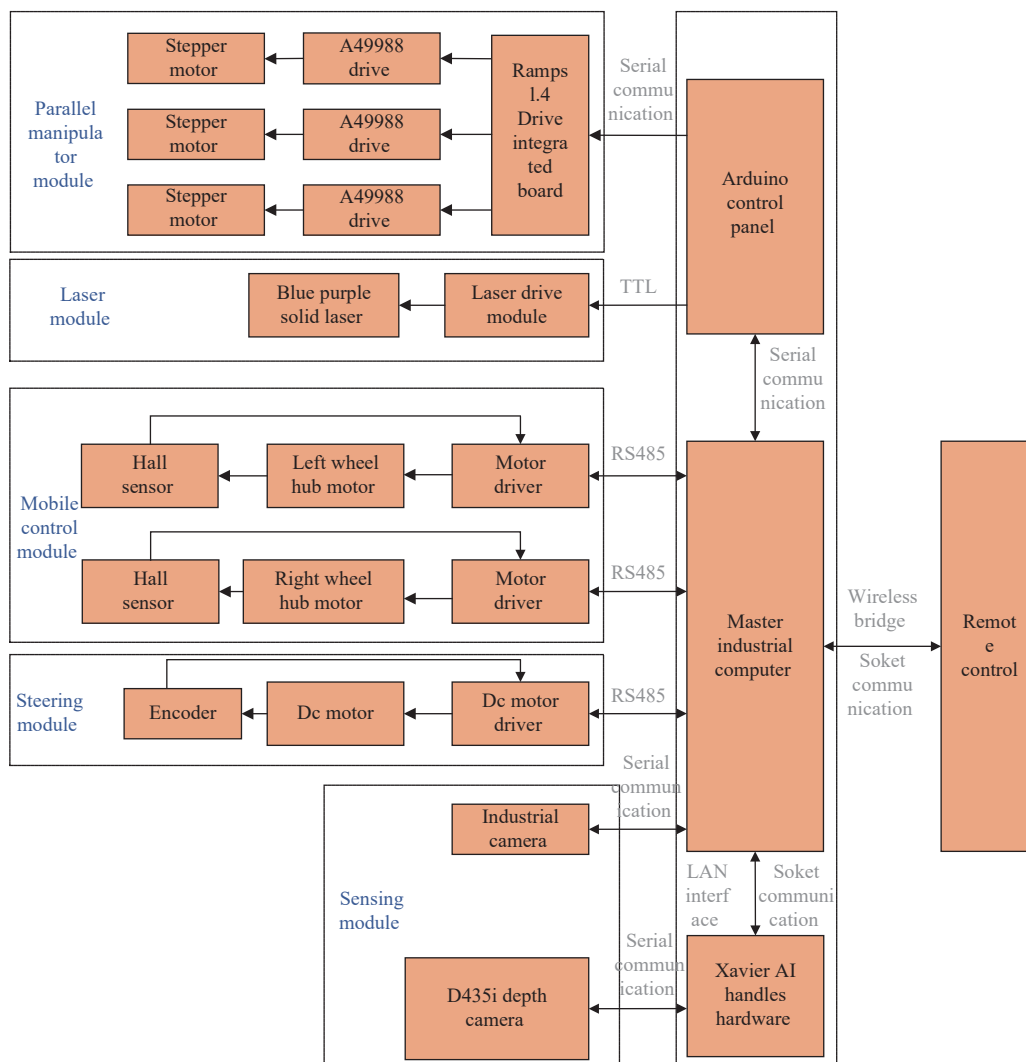 Parallel
manipula
tor
module
Stepper
motor
A49988
drive
Stepper
motor
A49988
drive
Stepper
motor
A49988
drive
Ramps
l.4
Drive
integra
ted
board
Serial
commu
nication
Arduino
control
panel
Laser
module
Blue purple
solid laser
Laser drive
module
TTL
Serial
commu
nication
Mobile
control
module
Hall
sensor
Left wheel
hub motor
Motor
driver
RS485
Hall
sensor
Right wheel
hub motor
Motor
driver
RS485
Master
industrial
computer
Wireless
bridge
Soket
commu
nication
Remot
e
control
Steering
module
Encoder
Dc motor
Dc motor
driver
RS485
Serial
commun
ication
Industrial
camera
Sensing
module
LAN
interf
ace
Soket
communi
cation
Serial
commun
ication
D435i depth
camera
Xavier AI
handles
hardware